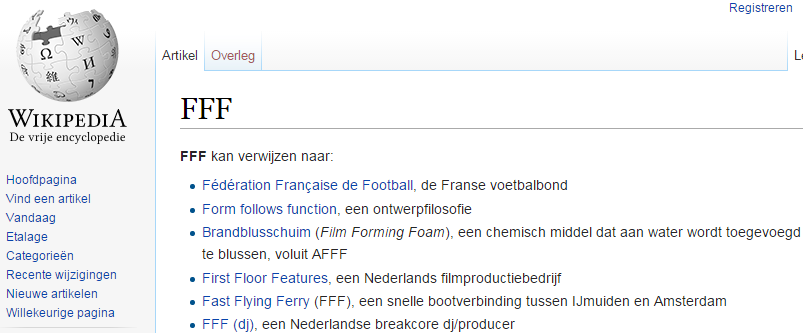 Registreren
Artikel Overleg
WIKIPEDIA
De vrije encyclopedie
FFF
FFF kan verwijzen naar:
Hoofdpagina
Vind een artikel
Vandaag
Etalage
Categorieën
Recente wijzigingen
Nieuwe artikelen
Willekeurige pagina
Fédération Française de Football, de Franse voetbalbond
Form follows function, een ontwerpfilosofie
Brandblusschuim (Film Forming Foam), een chemisch middel dat aan water wordt toegevoegd
te blussen, voluit AFFF
First Floor Features, een Nederlands filmproductiebedrijf
Fast Flying Ferry (FFF), een snelle bootverbinding tussen IJmuiden en Amsterdam
FFF (dj), een Nederlandse breakcore dj/producer